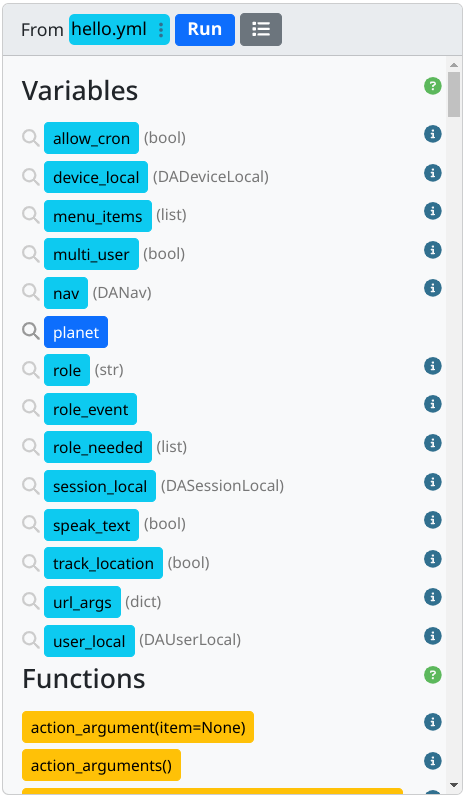 From hello.yml Run
Variables
allow_cron (bool)
device_local (DADeviceLocal)
menu_items (list)
multi_user (bool)
nav (DANav)
planet
role (str)
role_event
role_needed (list)
session_local (DASessionLocal)
speak_text (bool)
track_location (bool)
url_args (dict)
user_local (DAUserLocal)
Functions
action_argument(item=None)
action_arguments()